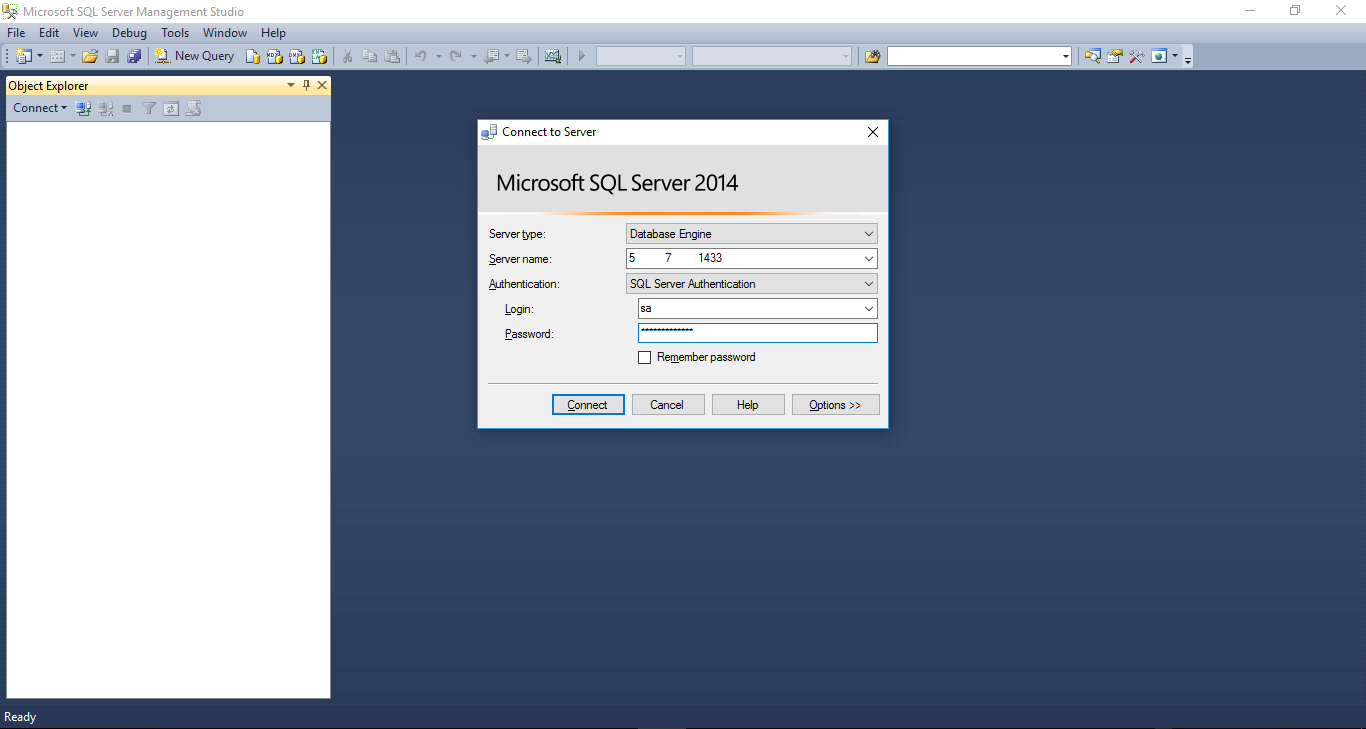 Microsoft SQL Server Management Studio
File Edit View Debug Tools Window Help
New Query
Object Explorer
Connect
Connect to Server
Microsoft SQL Server 2014
Server type: Database Engine
Server name: 5 7 1433
Authentication: SQL Server Authentication
Login: sa
Password: *************
Remember password
Connect Cancel Help Options >>
Ready